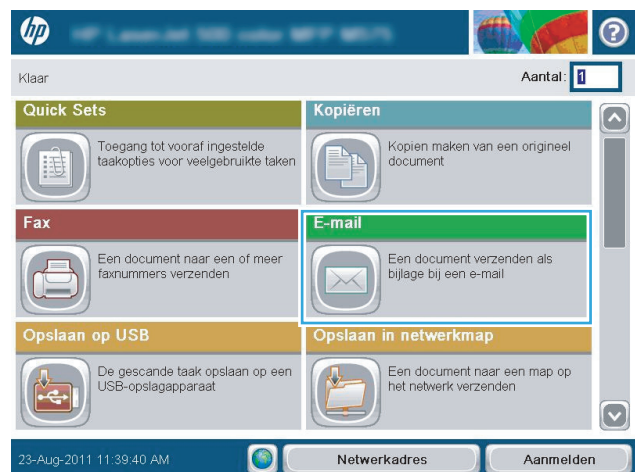 hp
Klaar
Aantal: 1
Quick Sets
Toegang tot vooraf ingestelde
taakopties voor veelgebruikte taken
Kopiëren
Kopien maken van een origineel
document
Fax
Een document naar een of meer
faxnummers verzenden
E-mail
Een document verzenden als
bijlage bij een e-mail
Opslaan op USB
De gescande taak opslaan op een
USB-opslagapparaat
Opslaan in netwerkmap
Een document naar een map op
het netwerk verzenden
23-Aug-2011 11:39:40 AM
Netwerkadres
Aanmelden